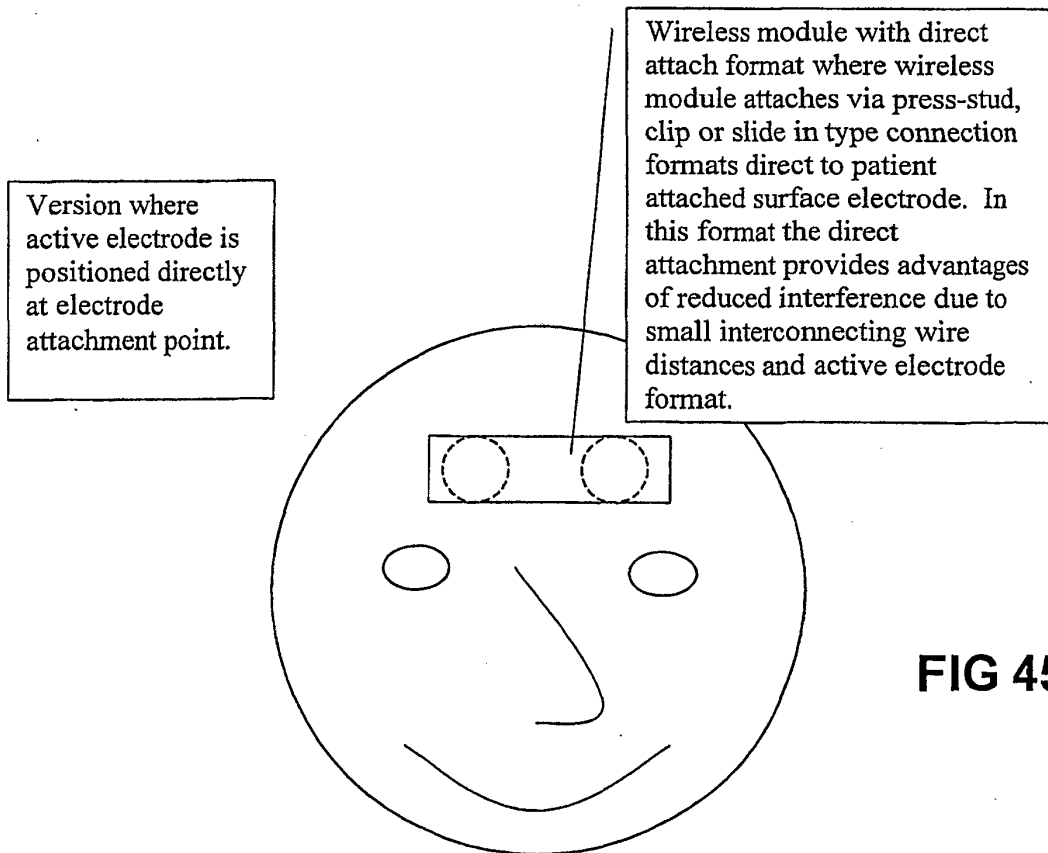 Wireless module with direct
attach format where wireless
module attaches via press-stud,
clip or slide in type connection
formats direct to patient
attached surface electrode. In
this format the direct
attachment provides advantages
of reduced interference due to
small interconnecting wire
distances and active electrode
format.
Version where
active electrode is
positioned directly
at electrode
attachment point.
FIG 45